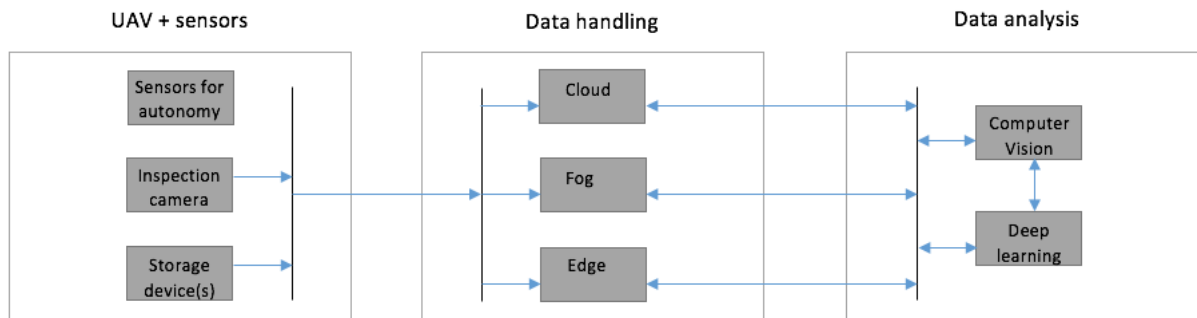 UAV + sensors
Data handling
Data analysis
Sensors for
autonomy
Inspection
camera
Storage
device(s)
Cloud
Fog
Edge
Computer
Vision
Deep
learning